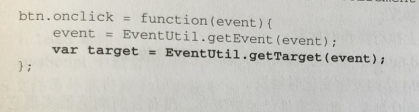 btn.onclick = function(event){
    event = EventUtil.getEvent(event);
    var target = EventUtil.getTarget(event);
};